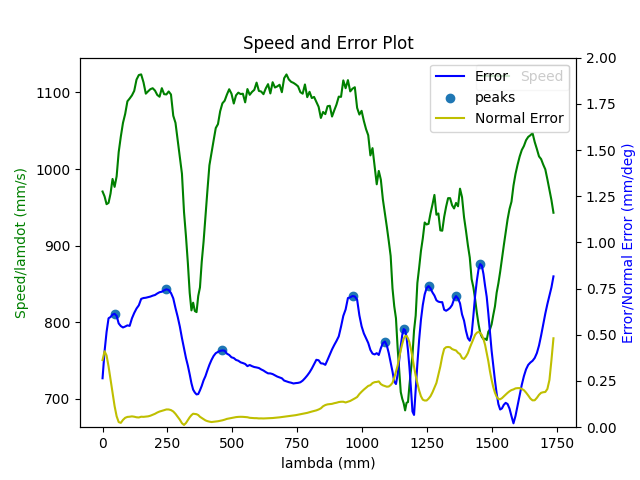 Speed and Error Plot
Error
Speed
peaks
Normal Error
Speed/lamdot (mm/s)
1100
1000
900
800
700
2.00
1.75
1.50
1.25
1.00
0.75
0.50
0.25
0.00
Error/Normal Error (mm/deg)
0
250
500
750
1000
1250
1500
1750
lambda (mm)